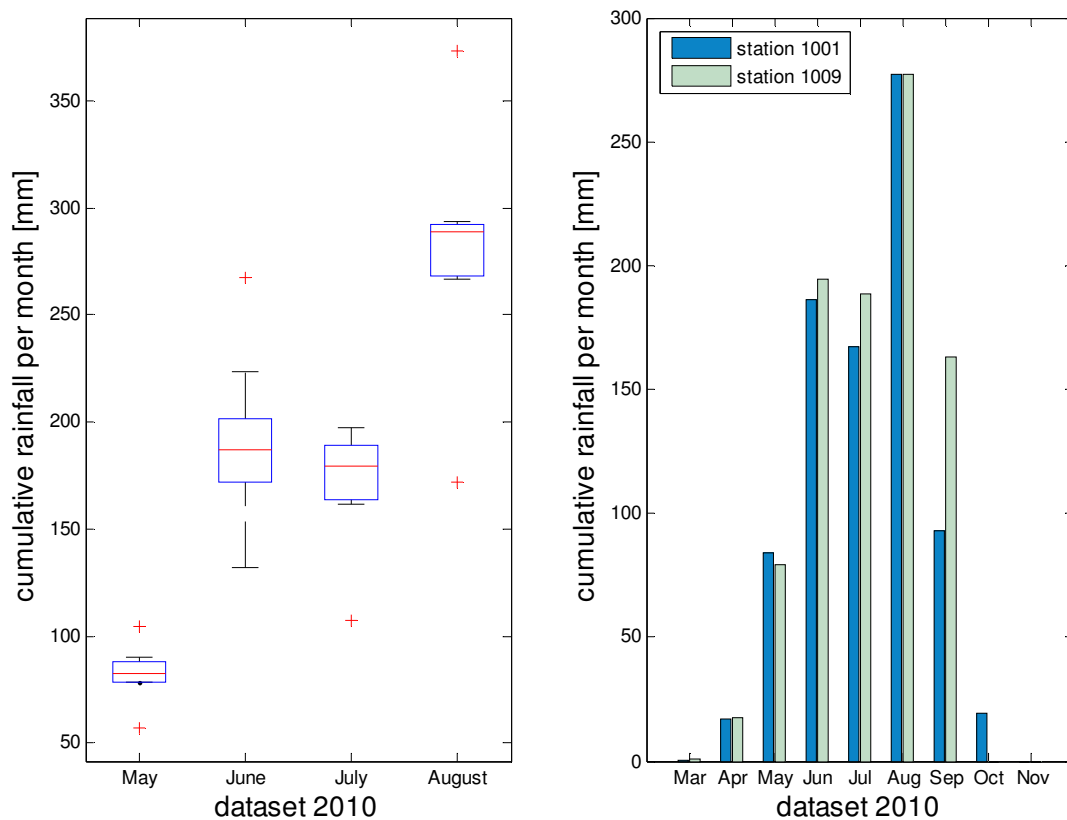 cumulative rainfall per month [mm]
350
300
250
200
150
100
50
May June July August
dataset 2010
cumulative rainfall per month [mm]
300
250
200
150
100
50
0
station 1001
station 1009
Mar Apr May Jun Jul Aug Sep Oct Nov
dataset 2010